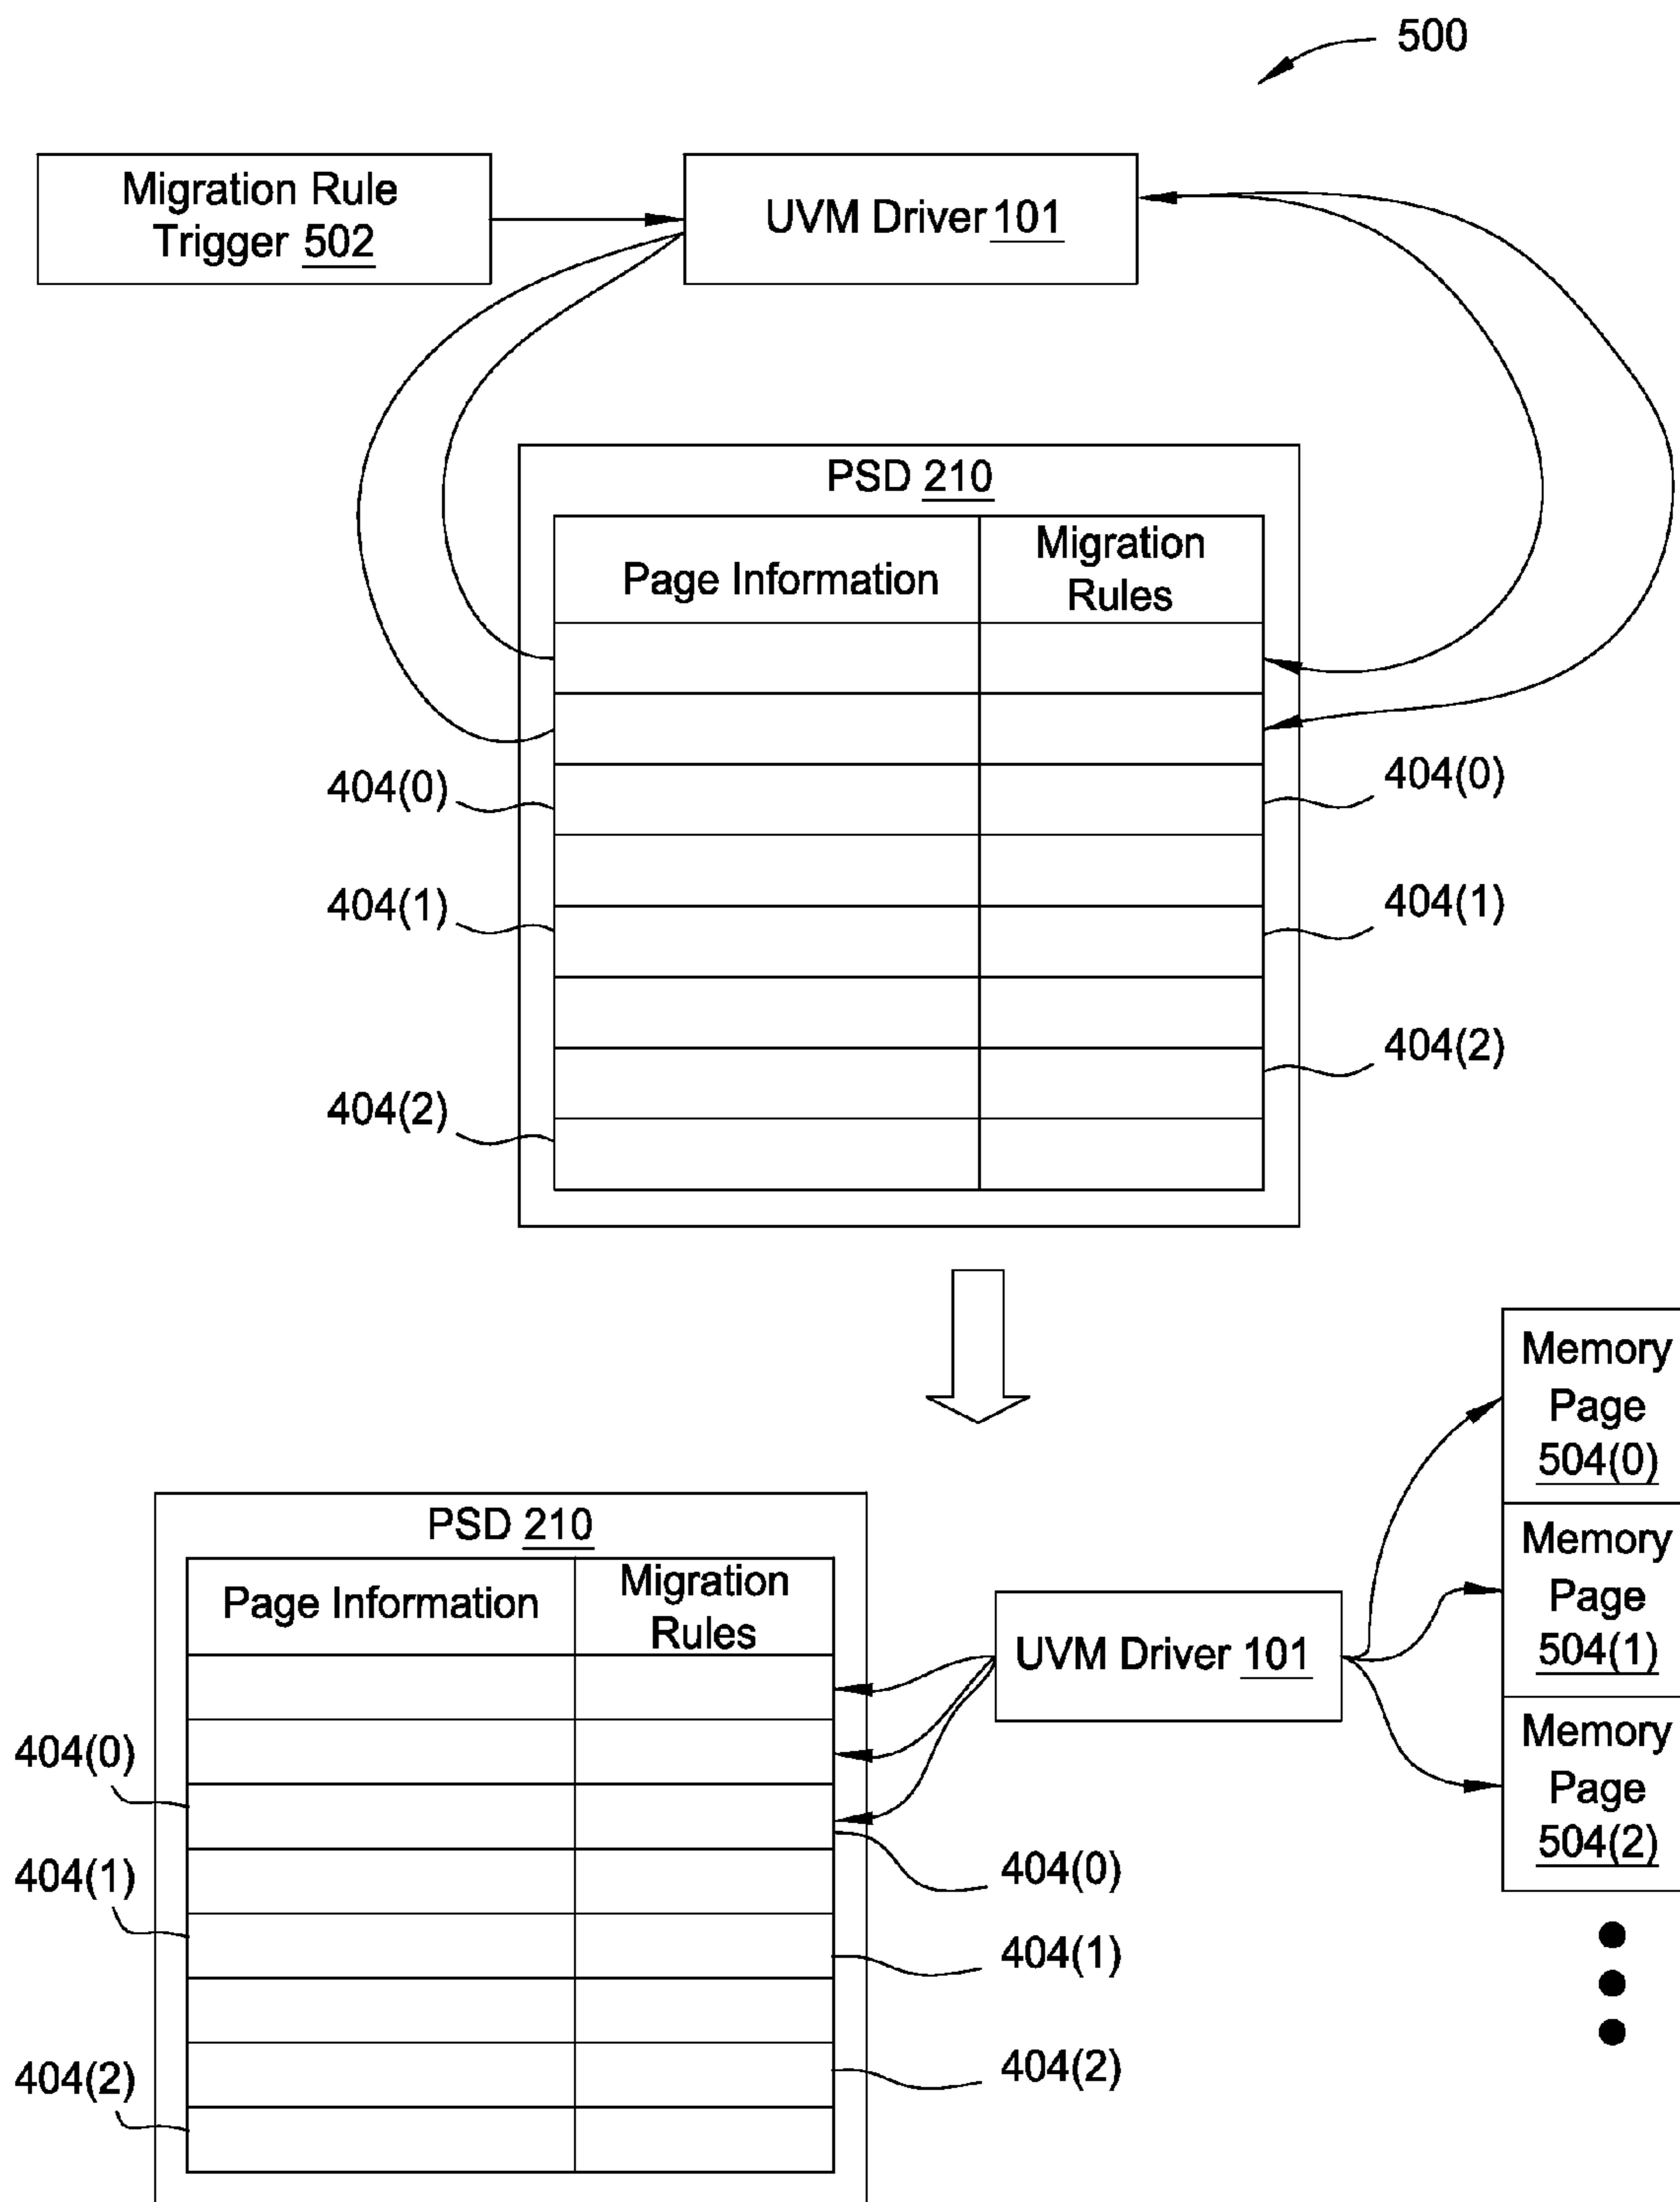 500
Migration Rule
Trigger 502
UVM Driver 101
PSD 210
Page Information
Migration
Rules
404(0)
404(0)
404(1)
404(1)
404(2)
404(2)
PSD 210
Page Information
Migration
Rules
UVM Driver 101
Memory
Page
504(0)
Memory
Page
504(1)
Memory
Page
504(2)
404(0)
404(0)
404(1)
404(1)
404(2)
404(2)